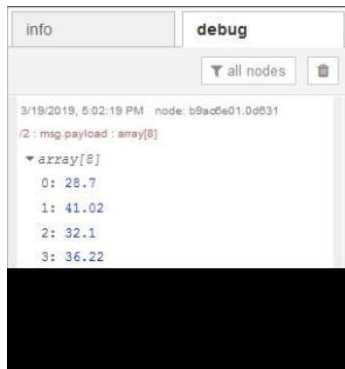 info debug
all nodes
3/19/2019, 5:02:19 PM node: b9ac6e01.0d631
/2 : msg.payload : array[8]
array[8]
0: 28.7
1: 41.02
2: 32.1
3: 36.22